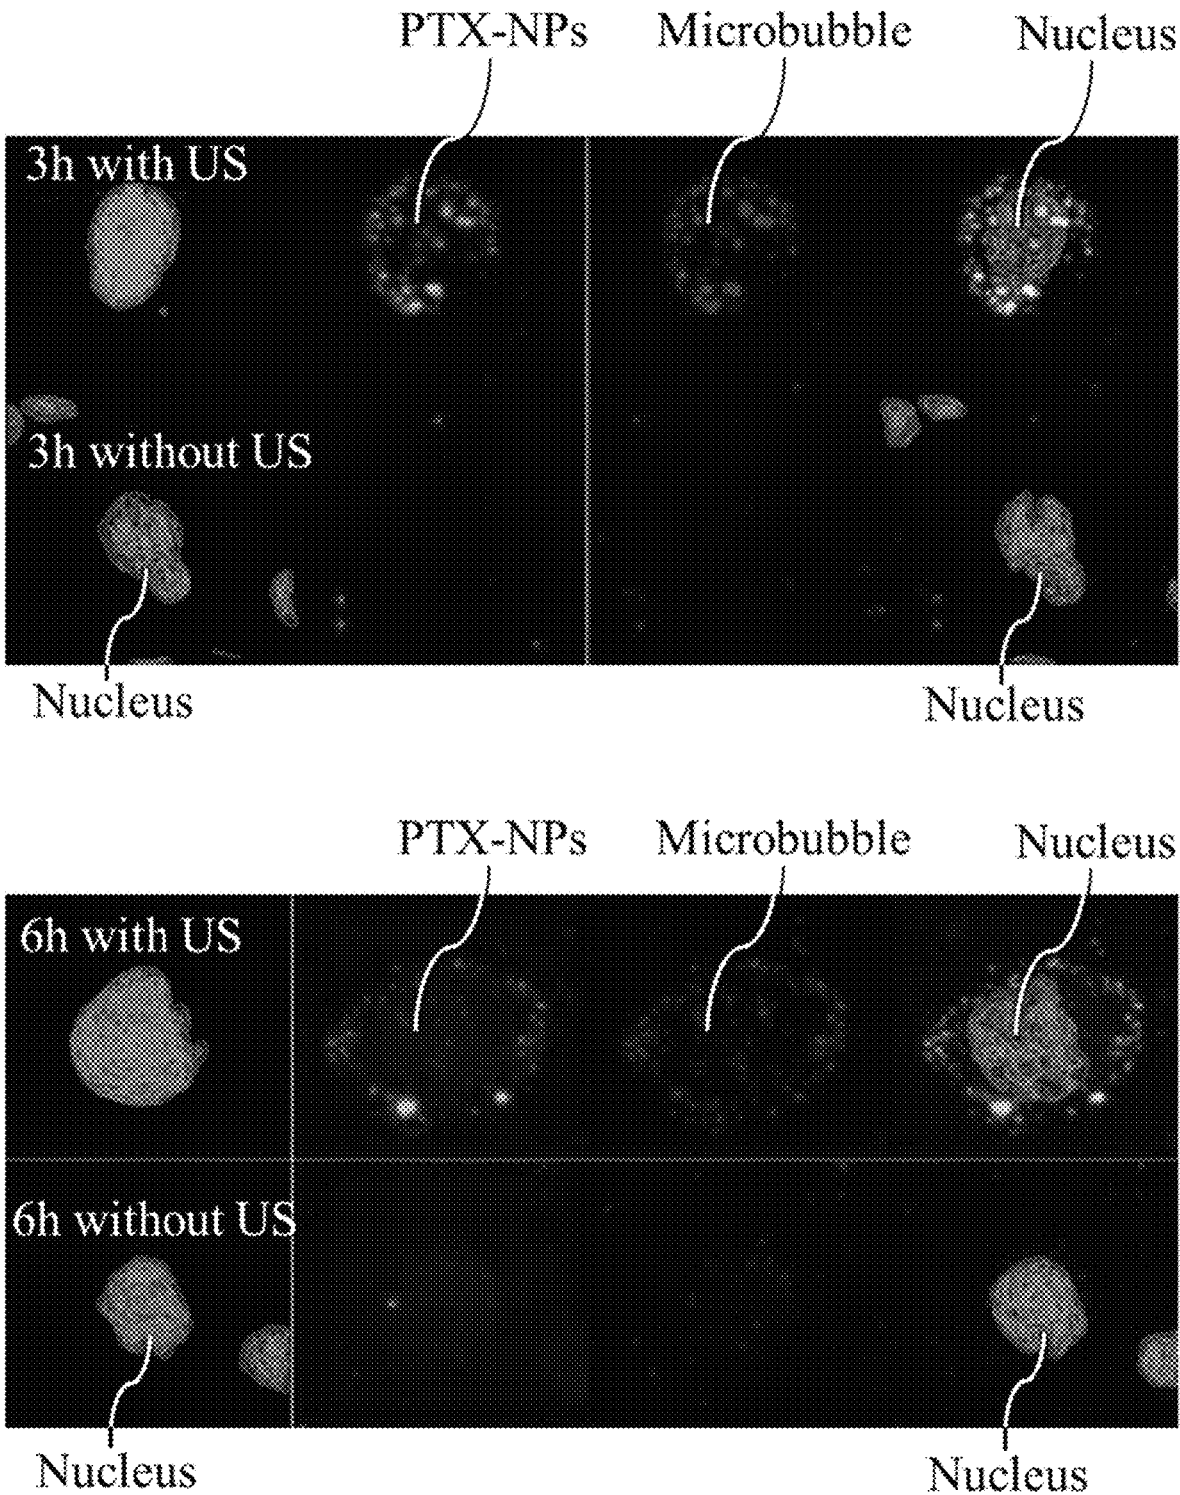 PTX-NPs Microbubble Nucleus
3h with US
3h without US
Nucleus Nucleus
PTX-NPs Microbubble Nucleus
6h with US
6h without US
Nucleus Nucleus